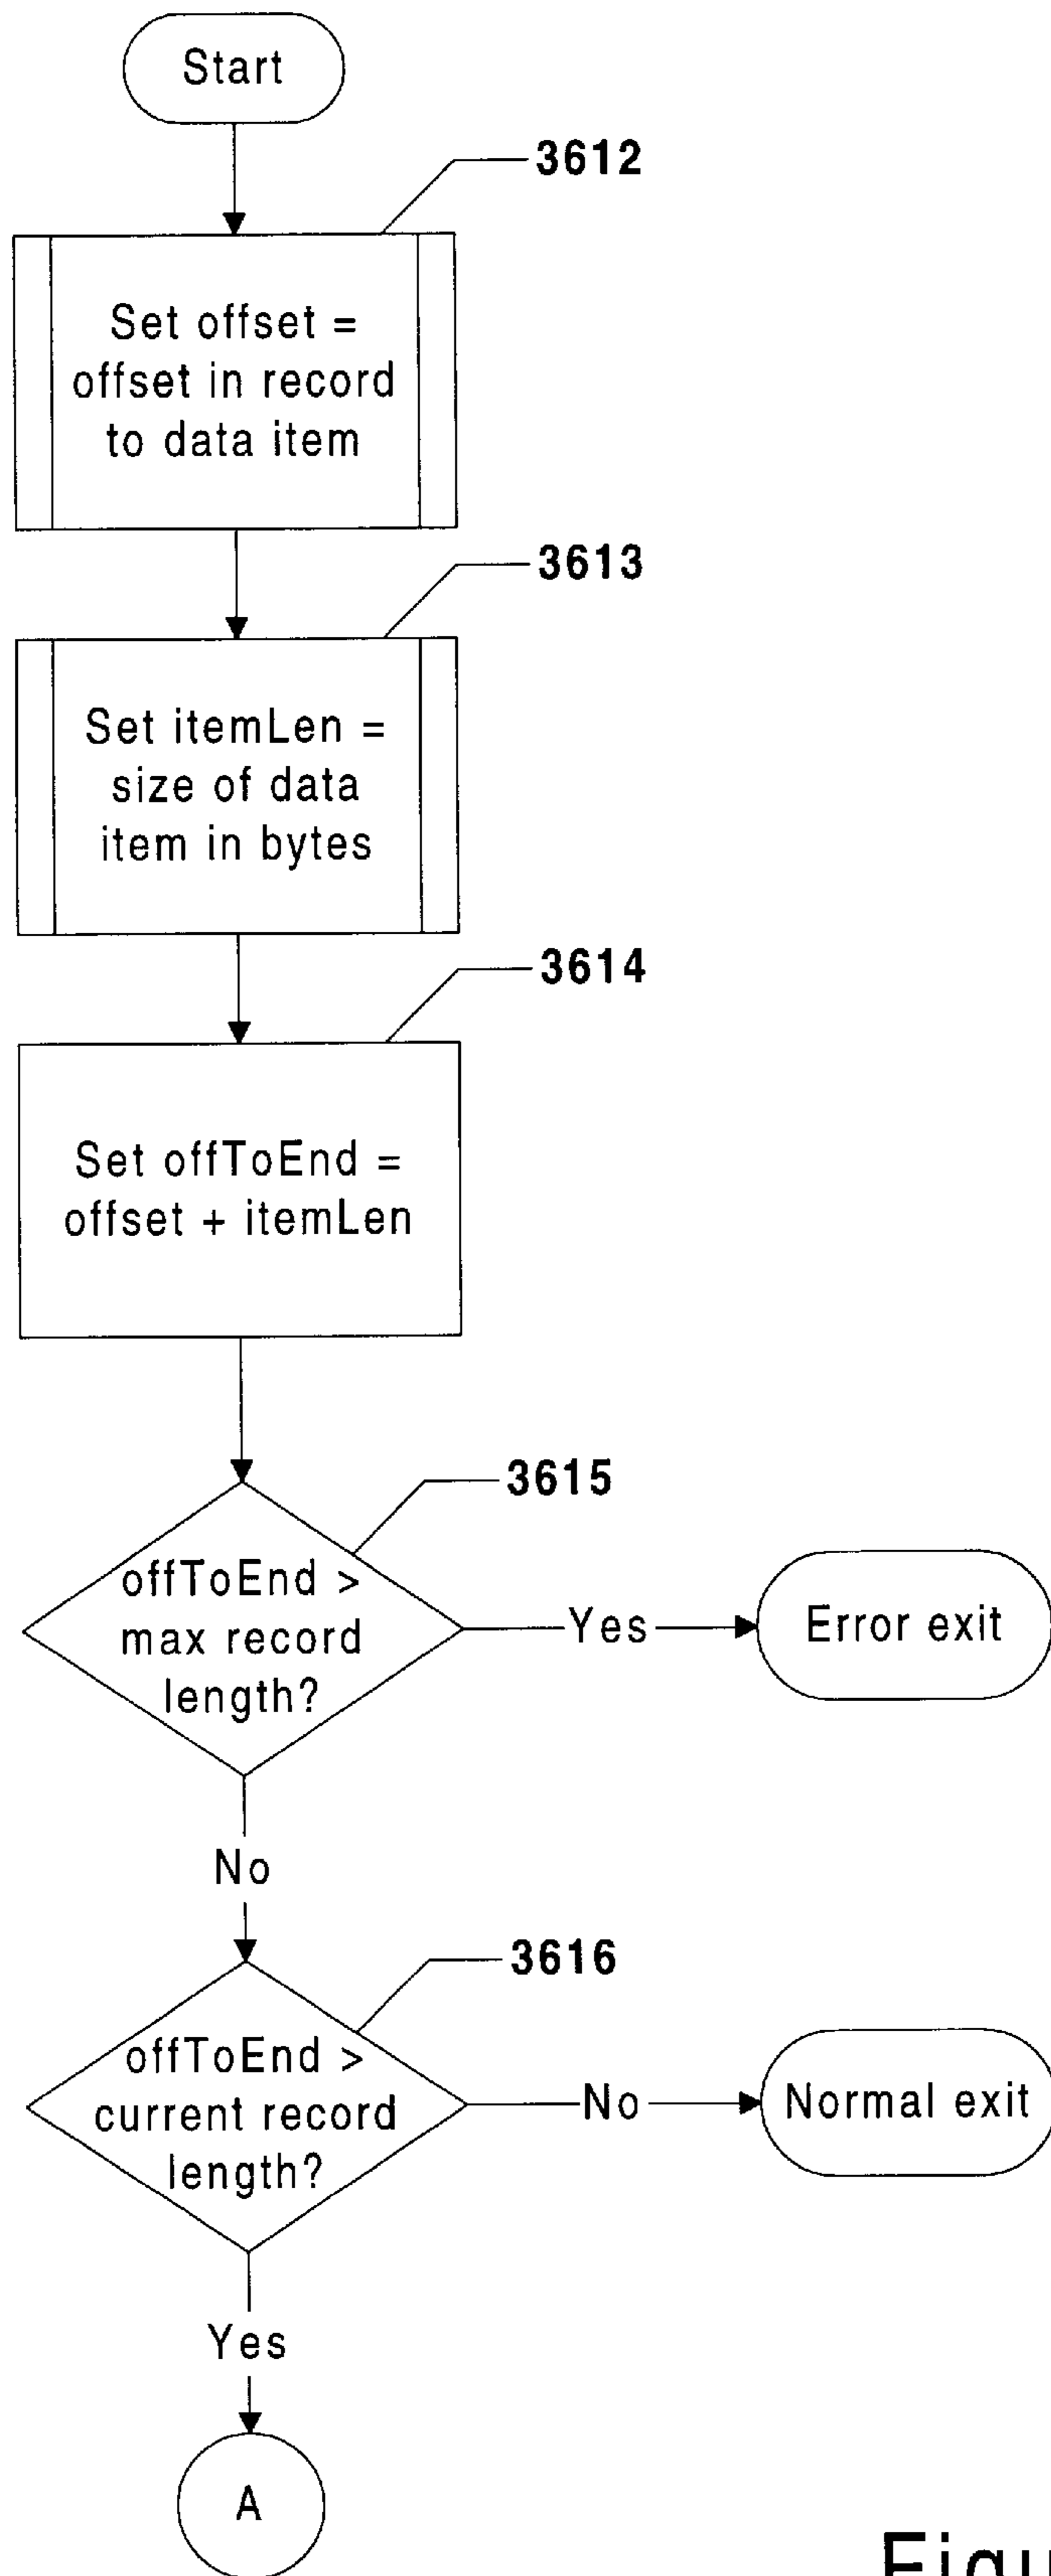 Start
3612
Set offset =
offset in record
to data item
3613
Set itemLen =
size of data
item in bytes
3614
Set offToEnd =
offset + itemLen
3615
offToEnd >
max record
length?
Yes
Error exit
No
3616
offToEnd >
current record
length?
No
Normal exit
Yes
A